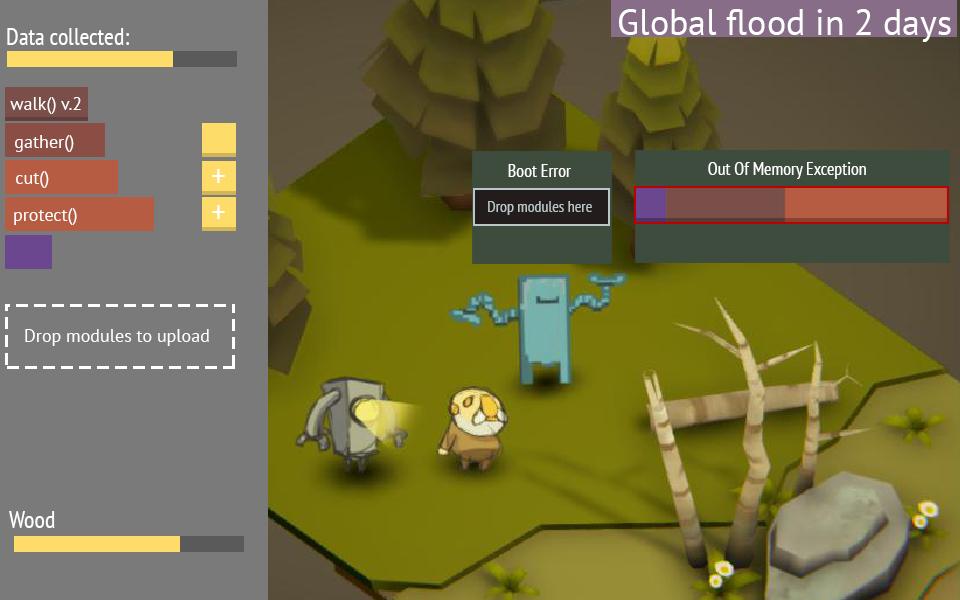 Global flood in 2 days
Data collected:
walk() v.2
gather()
cut()
+
protect()
+
Drop modules to upload
Boot Error
Drop modules here
Out Of Memory Exception
Wood